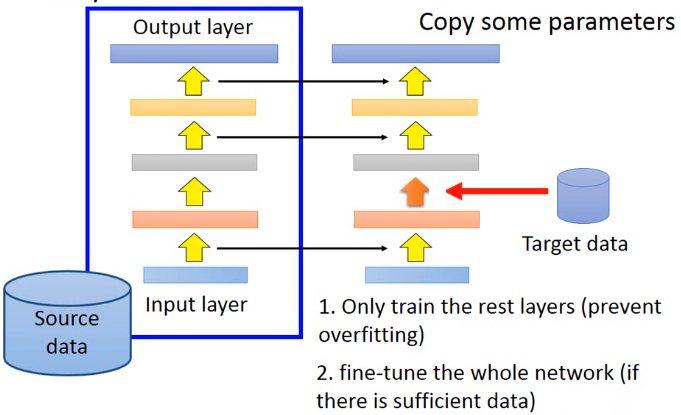 Output layer
Copy some parameters
Target data
Input layer
Source
data
1. Only train the rest layers (prevent
overfitting)
2. fine-tune the whole network (if
there is sufficient data)